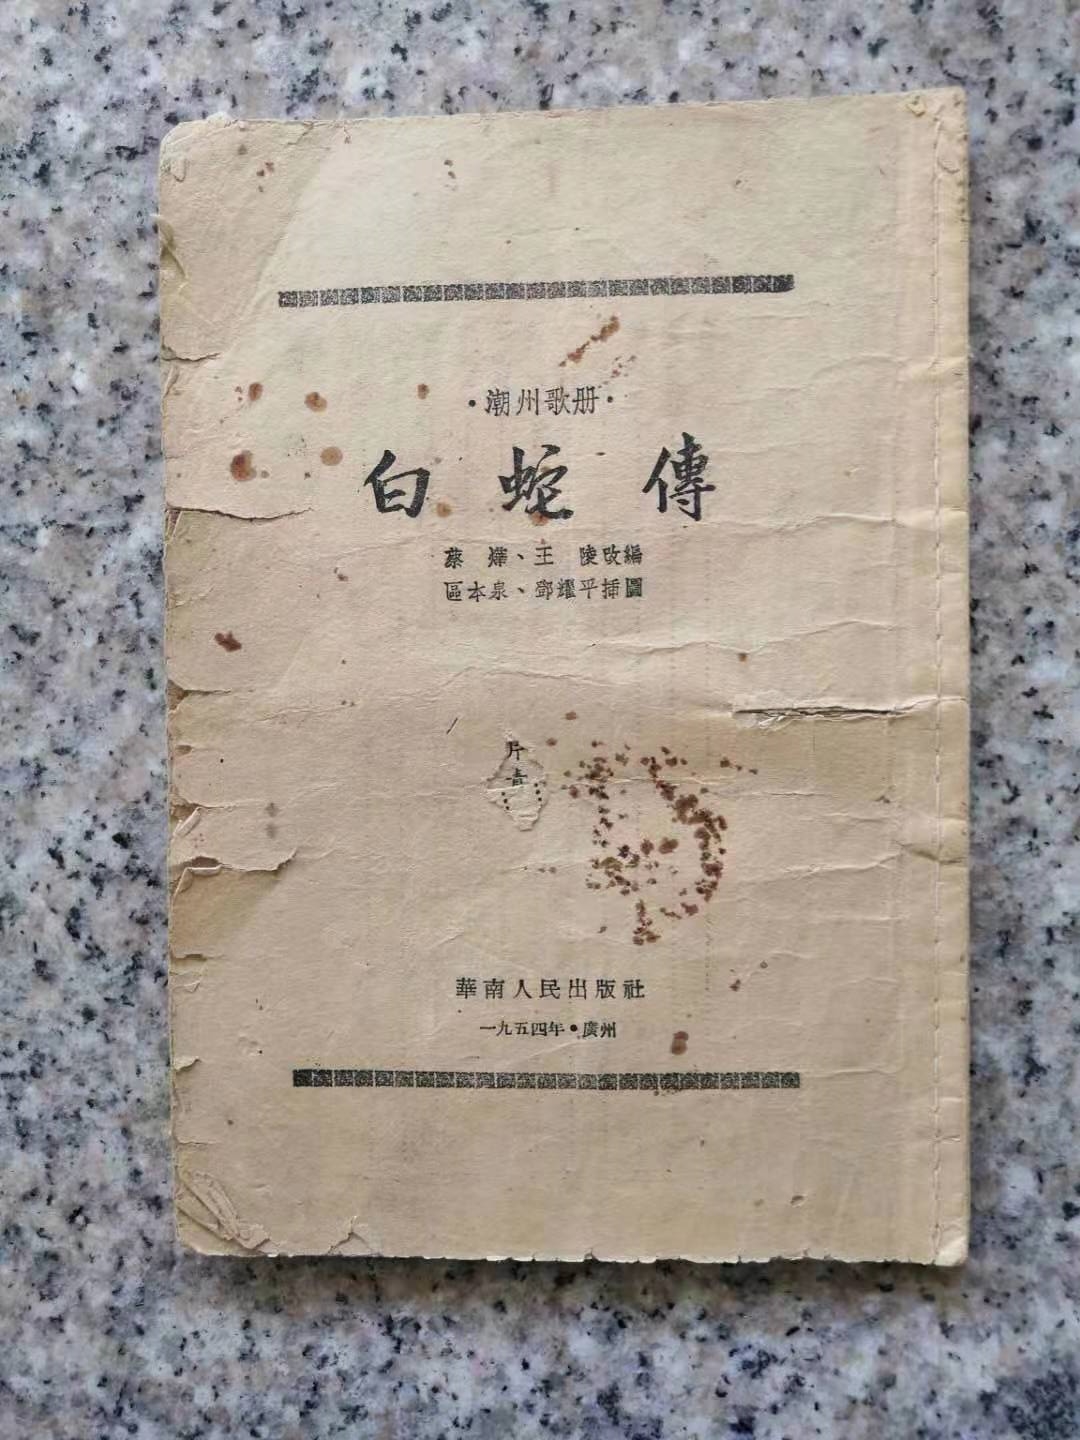 ·潮州歌册·
白蛇傳
蔡燁、王陵改編
區本泉、鄧耀平插圖
華南人民出版社
一九五四年·廣州